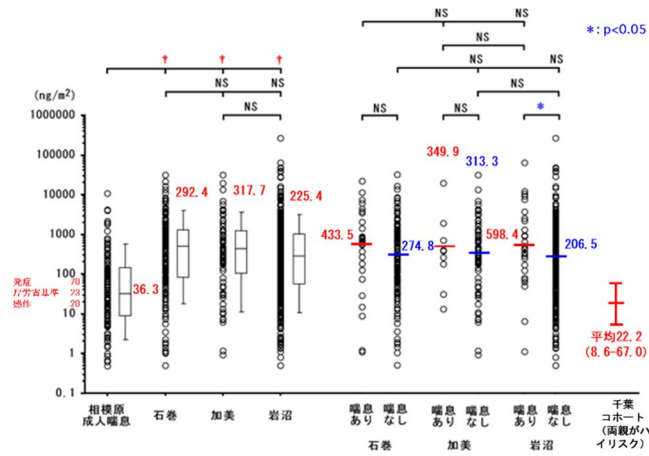 NS NS
NS
*: p<0.05
† † †
NS NS
NS NS
NS
(ng/m²)
NS
NS
NS
*
1000000
100000
10000
1000
100
10
1
0.1
349.9
313.3
292.4
317.7
225.4
433.5
274.8
598.4
206.5
発症 70
厚労省基準 23
感作 20
36.3
平均22.2
(8.6-67.0)
相模原
成人喘息
石巻
加美
岩沼
喘息あり
喘息なし
喘息あり
喘息なし
喘息あり
喘息なし
石巻
加美
岩沼
千葉
コホート
(両親がハ
イリスク)